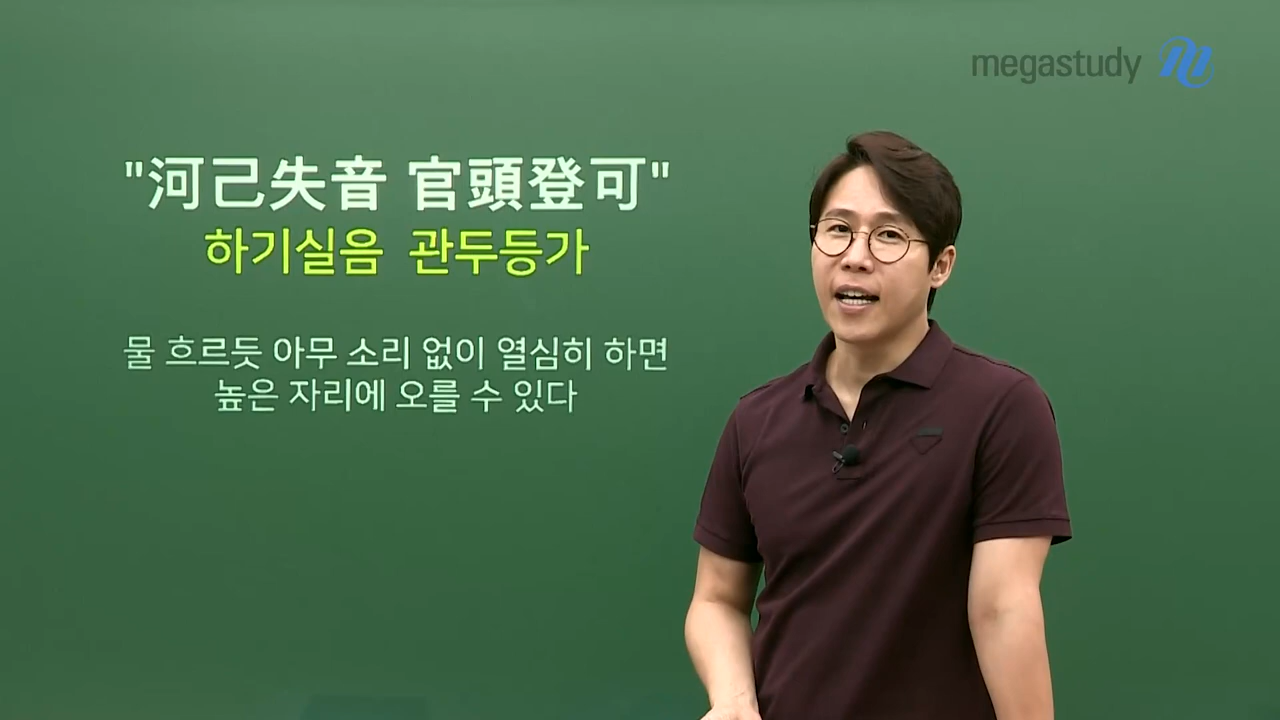 megastudy
"河己失音 官頭登可"
하기실음 관두등가
물 흐르듯 아무 소리 없이 열심히 하면
높은 자리에 오를 수 있다